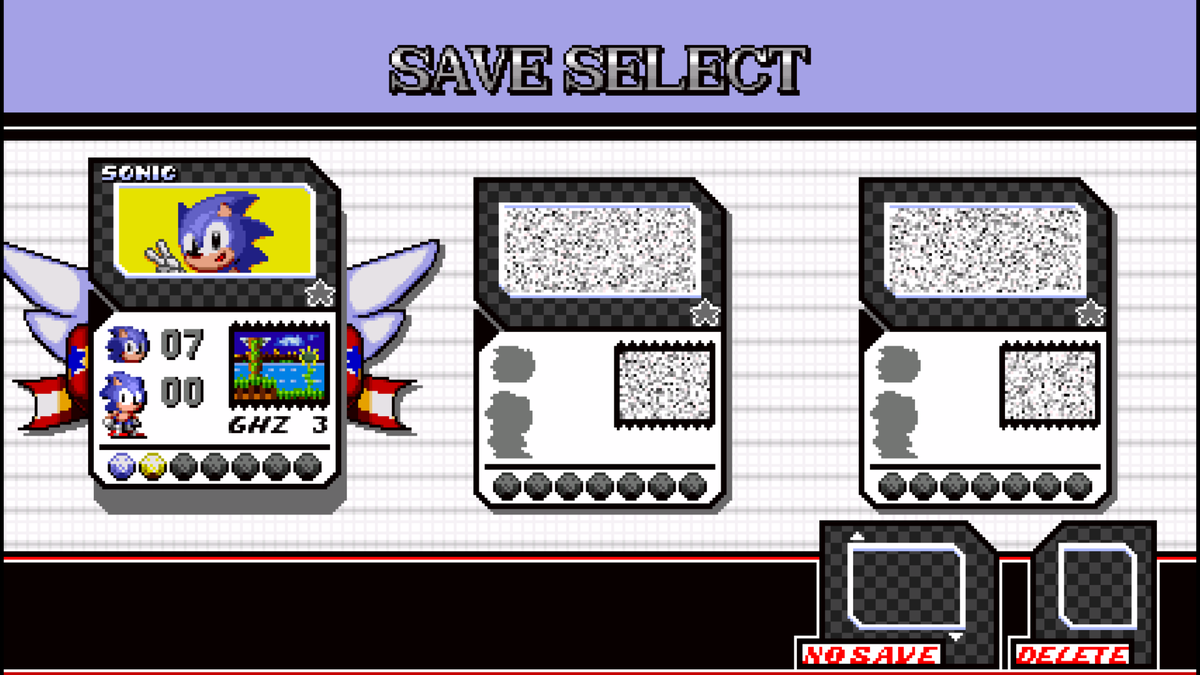 SAVE SELECT
SONIC
07
00
GHZ 3
NO SAVE
DELETE